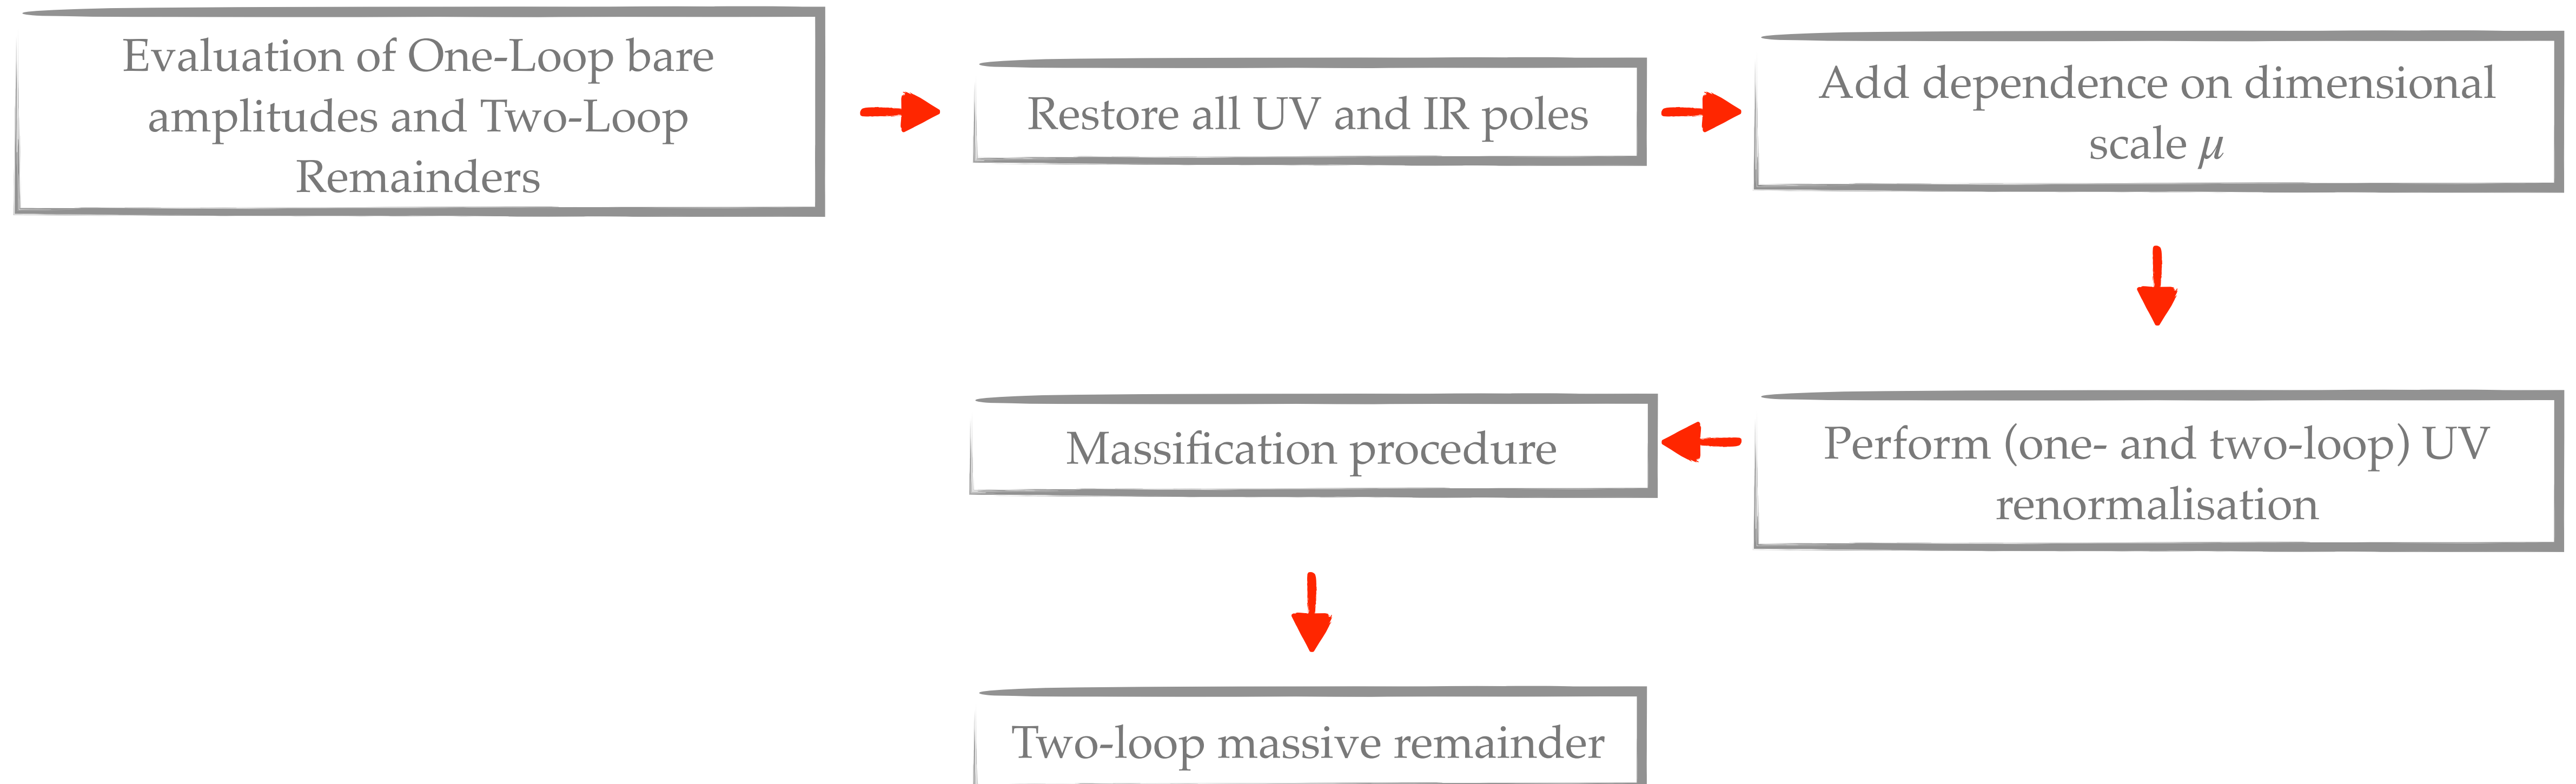 Evaluation of One-Loop bare
amplitudes and Two-Loop
Remainders
Restore all UV and IR poles
Add dependence on dimensional
scale μ
Perform (one- and two-loop) UV
renormalisation
Massification procedure
Two-loop massive remainder